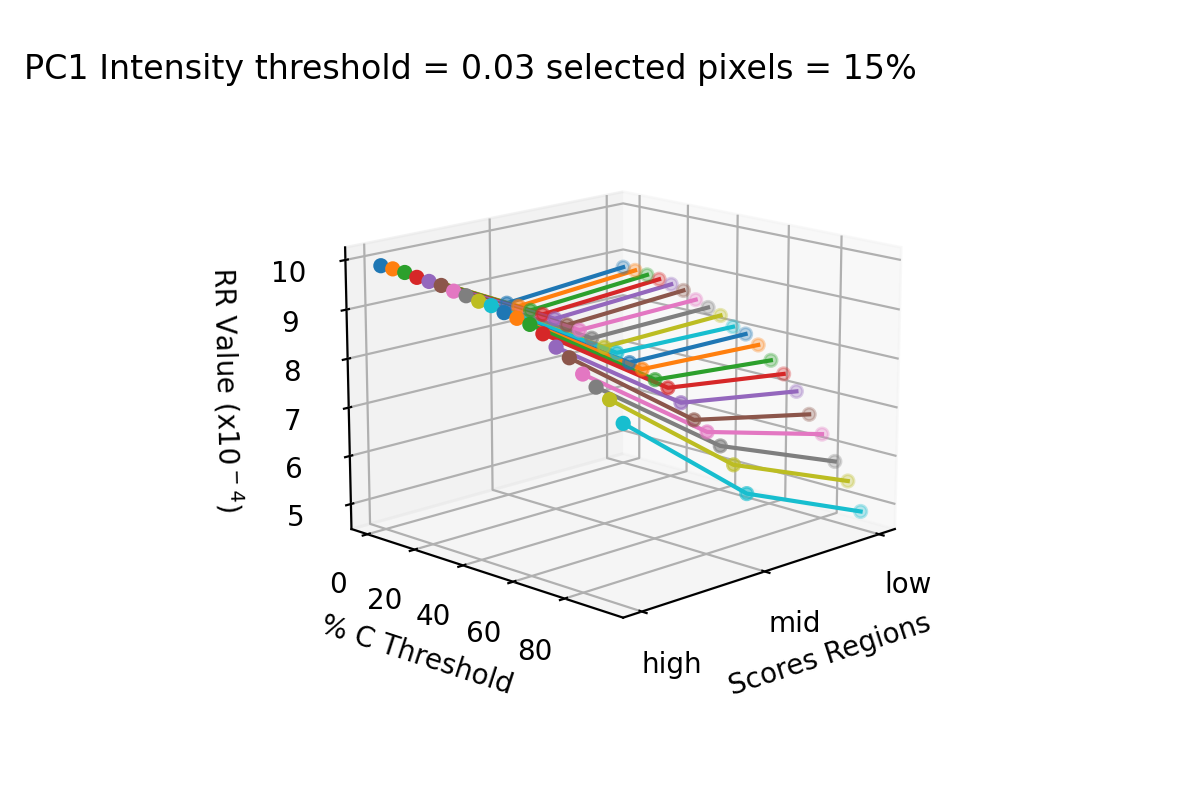 PC1 Intensity threshold = 0.03 selected pixels = 15%
10
9
8
7
6
5
RR Value (x10⁻⁴)
0
20
40
60
80
% C Threshold
high
mid
low
Scores Regions